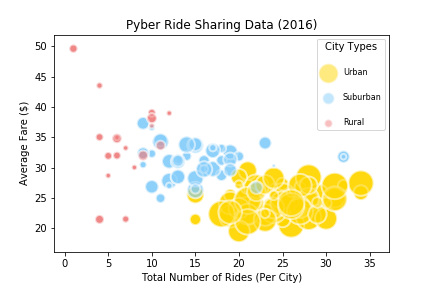 Pyber Ride Sharing Data (2016)
Average Fare ($)
50
45
40
35
30
25
20
City Types
Urban
Suburban
Rural
0 5 10 15 20 25 30 35
Total Number of Rides (Per City)